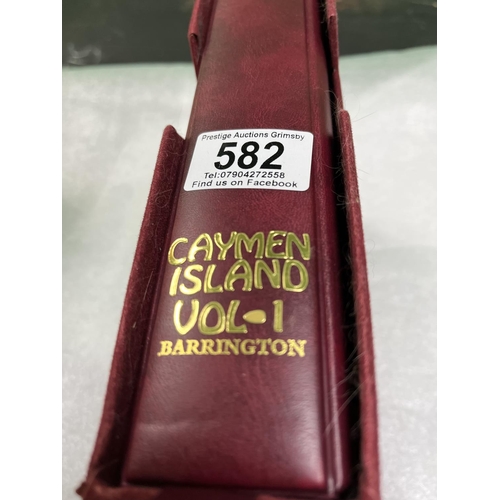 Prestige Auctions Grimsby
582
Tel:07904272558
Find us on Facebook
CAYMEN
ISLAND
VOL-1
BARRINGTON